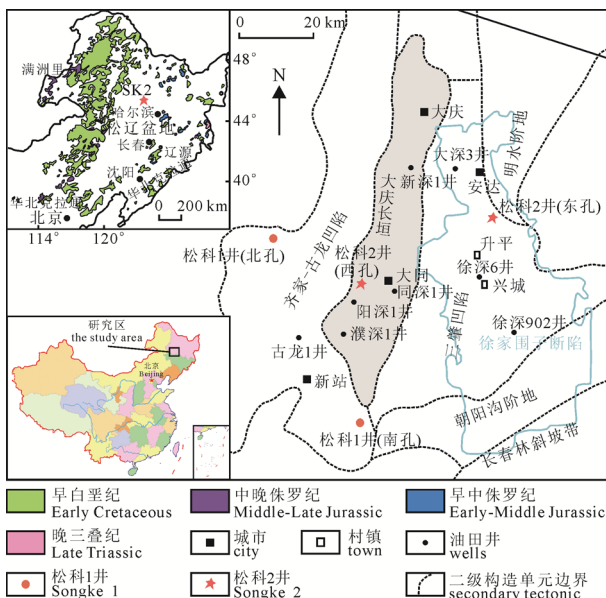 满洲里
SK2
哈尔滨
松辽盆地
长春
辽源
沈阳
北京
48°
44°
40°
114°
120°
0 200 km
研究区
the study area
北京
Beijing
0 20 km
N
大庆
大深3井
新深1井
安达
明水阶地
松科2井(东孔)
大庆长垣
松科1井(北孔)
齐家-古龙凹陷
松科2井
(西孔)
大同
同深1井
升平
徐深6井
兴城
阳深1井
濮深1井
三肇凹陷
徐深902井
徐家围子断陷
古龙1井
新站
松科1井(南孔)
朝阳沟阶地
长春林斜坡带
早白垩纪
Early Cretaceous
中晚侏罗纪
Middle-Late Jurassic
早中侏罗纪
Early-Middle Jurassic
晚三叠纪
Late Triassic
城市
city
村镇
town
油田井
wells
松科1井
Songke 1
松科2井
Songke 2
二级构造单元边界
secondary tectonic